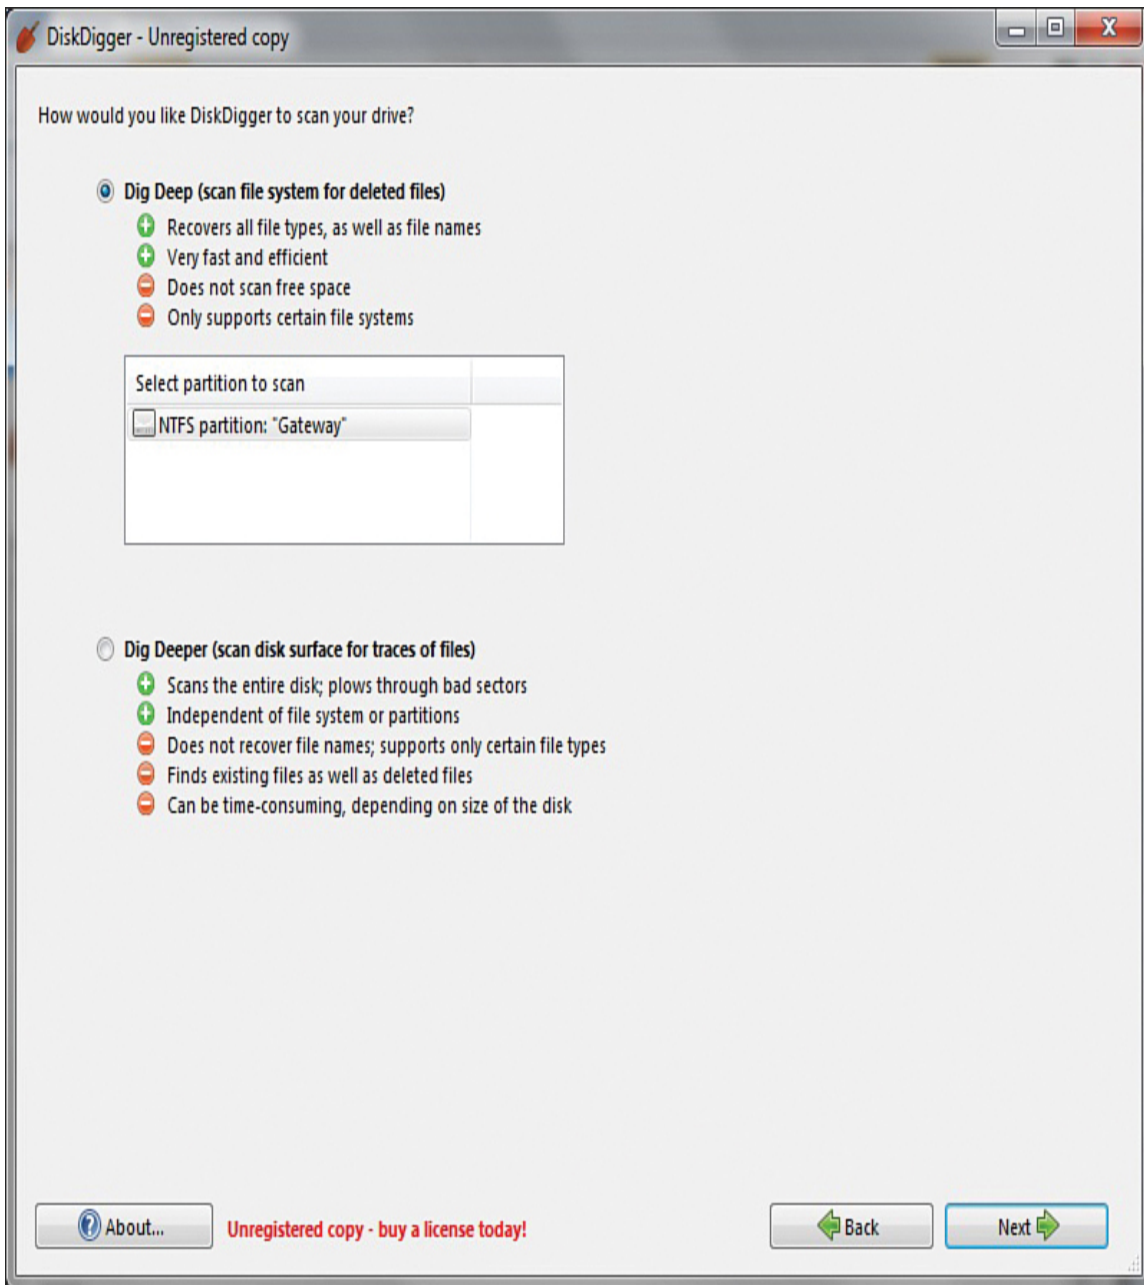 DiskDigger - Unregistered copy
How would you like DiskDigger to scan your drive?
Dig Deep (scan file system for deleted files)
Recovers all file types, as well as file names
Very fast and efficient
Does not scan free space
Only supports certain file systems
Select partition to scan
NTFS partition: "Gateway"
Dig Deeper (scan disk surface for traces of files)
Scans the entire disk; plows through bad sectors
Independent of file system or partitions
Does not recover file names; supports only certain file types
Finds existing files as well as deleted files
Can be time-consuming, depending on size of the disk
About... Unregistered copy - buy a license today! Back Next